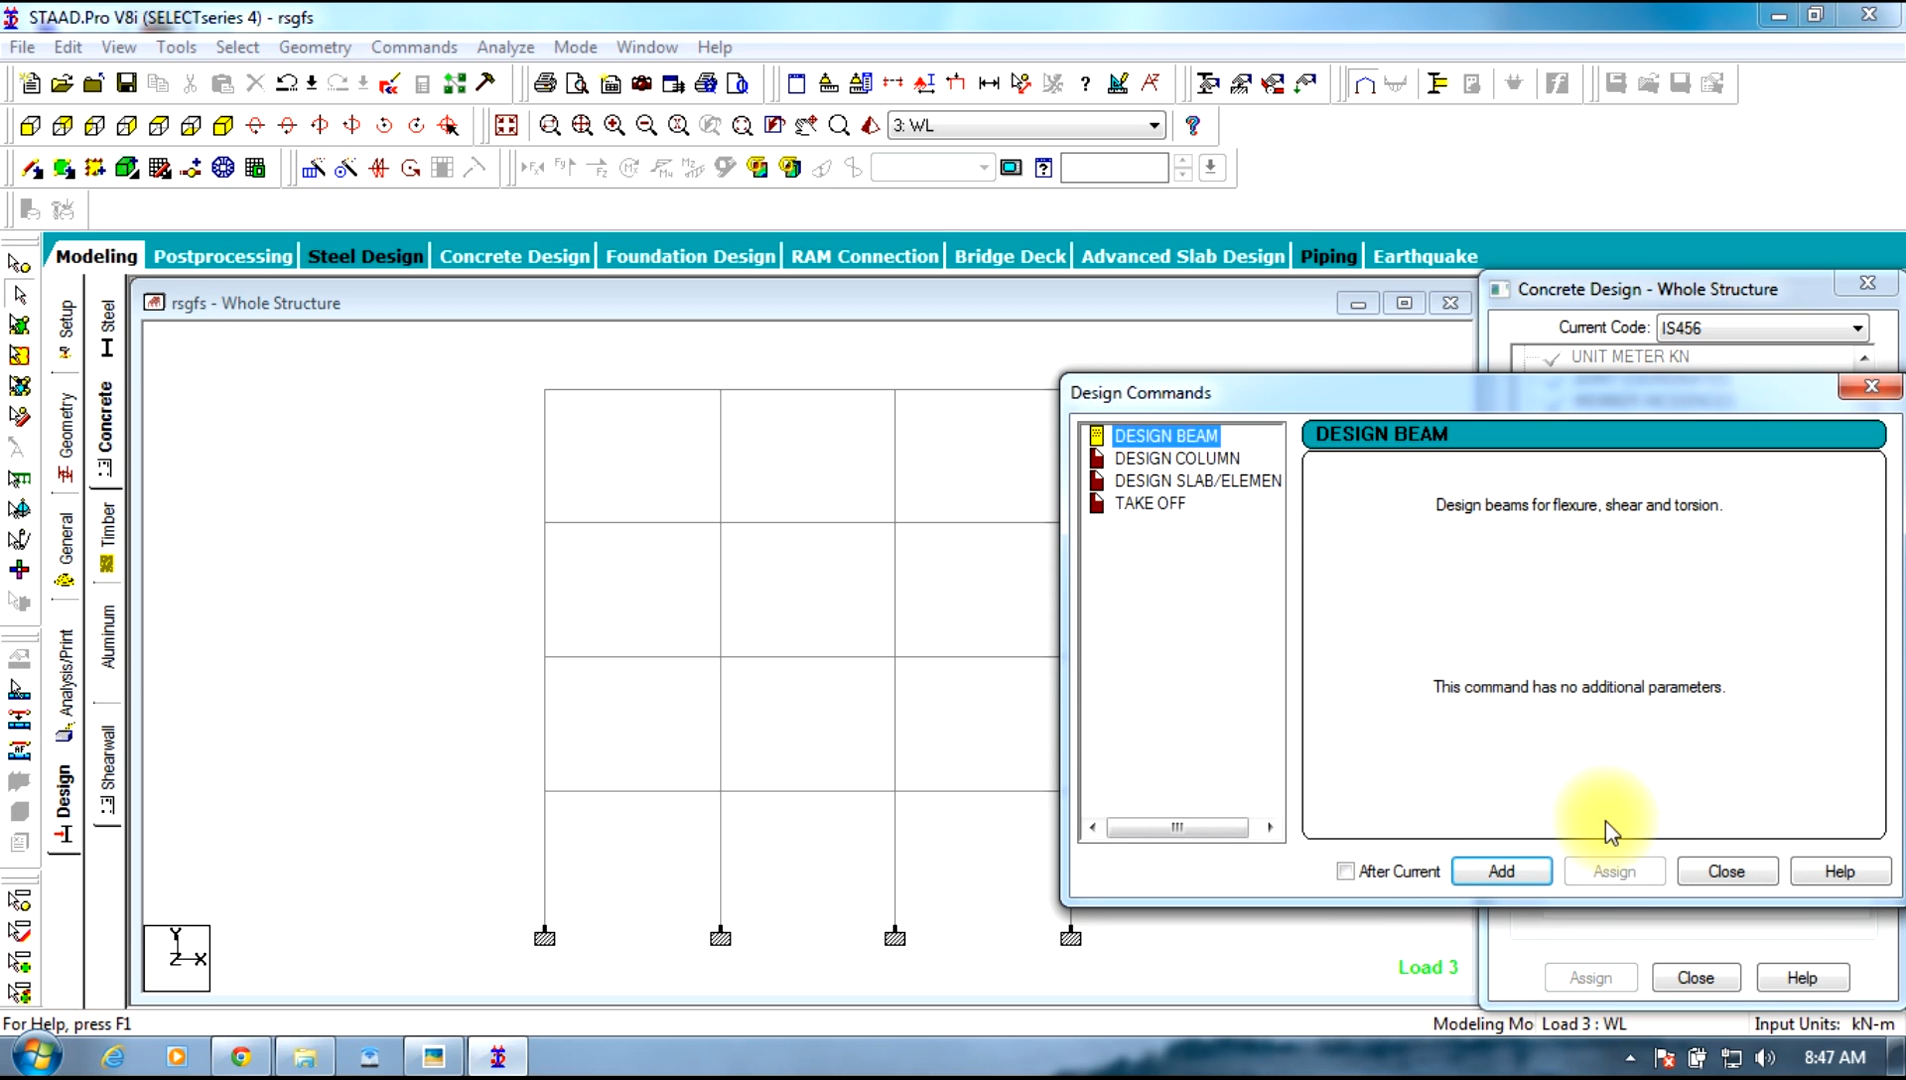 STAAD.Pro V8i (SELECTseries 4) - rsgfs
File Edit View Tools Select Geometry Commands Analyze Mode Window Help
3: WL
Modeling Postprocessing Steel Design Concrete Design Foundation Design RAM Connection Bridge Deck Advanced Slab Design Piping Earthquake
Setup
Geometry
General
Analysis/Print
Design
Steel
Concrete
Timber
Aluminum
Shearwall
rsgfs - Whole Structure
Y
Z X
Load 3
Concrete Design - Whole Structure
Current Code: IS456
UNIT METER KN
Design Commands
DESIGN BEAM
DESIGN COLUMN
DESIGN SLAB/ELEMEN
TAKE OFF
DESIGN BEAM
Design beams for flexure, shear and torsion.
This command has no additional parameters.
After Current Add Assign Close Help
Assign Close Help
For Help, press F1
Modeling Mo Load 3 : WL Input Units: kN-m
8:47 AM